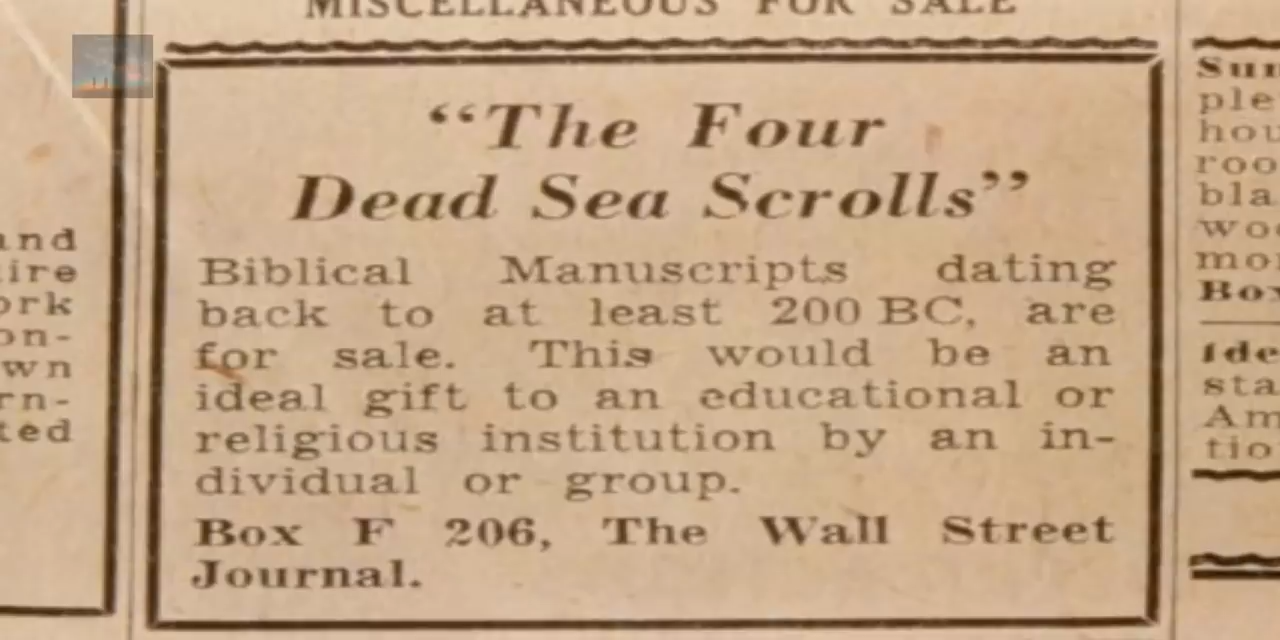 MISCELLANEOUS FOR SALE
“The Four
Dead Sea Scrolls”
Biblical Manuscripts dating
back to at least 200 BC, are
for sale. This would be an
ideal gift to an educational or
religious institution by an in-
dividual or group.
Box F 206, The Wall Street
Journal.